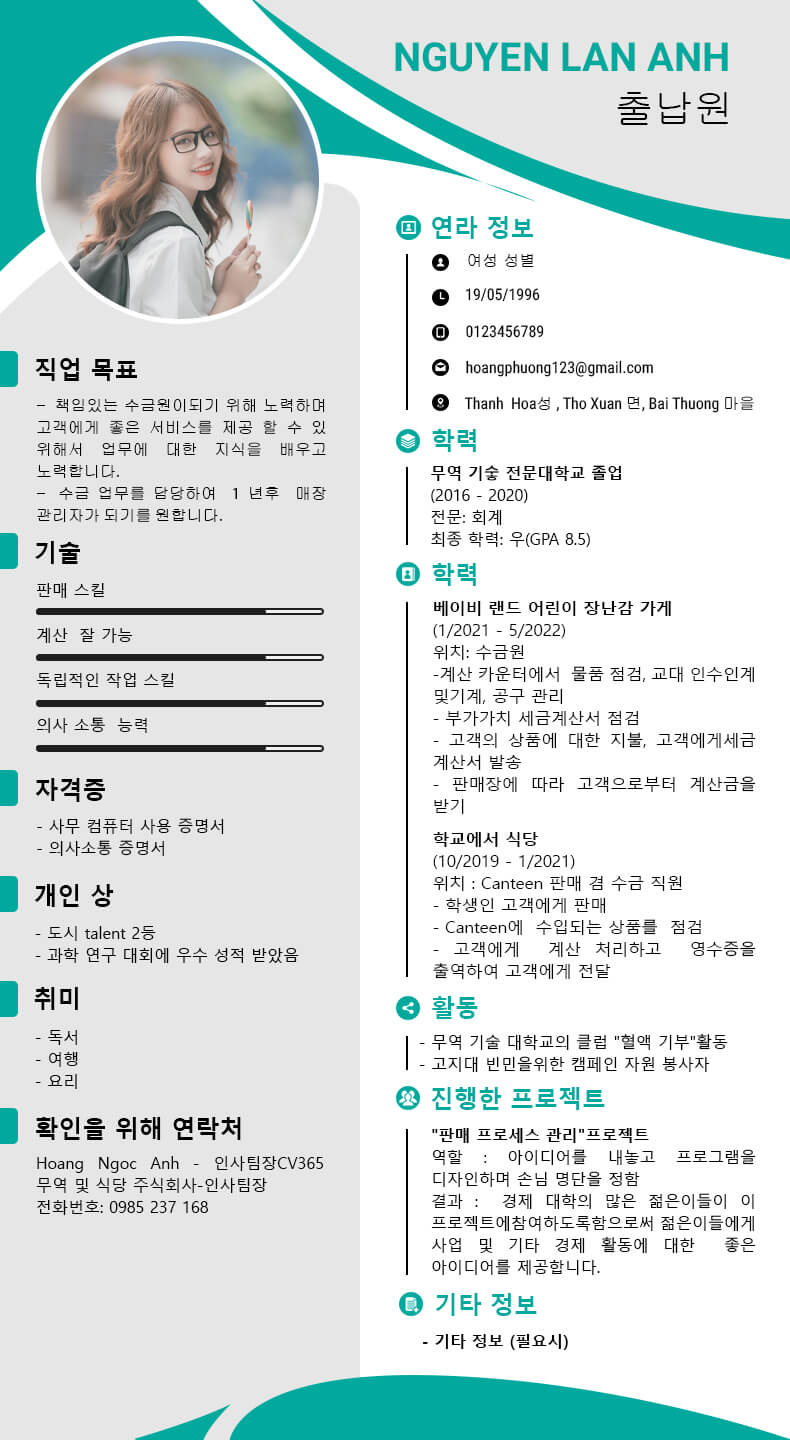 NGUYEN LAN ANH
출납원
직업 목표
- 책임있는 수금원이되기 위해 노력하며
고객에게 좋은 서비스를 제공 할 수 있
위해서 업무에 대한 지식을 배우고
노력합니다.
- 수금 업무를 담당하여 1 년후 매장
관리자가 되기를 원합니다.
기술
판매 스킬
계산 잘 가능
독립적인 작업 스킬
의사 소통 능력
자격증
- 사무 컴퓨터 사용 증명서
- 의사소통 증명서
개인 상
- 도시 talent 2등
- 과학 연구 대회에 우수 성적 받았음
취미
- 독서
- 여행
- 요리
확인을 위해 연락처
Hoang Ngoc Anh - 인사팀장CV365
무역 및 식당 주식회사-인사팀장
전화번호: 0985 237 168
연라 정보
여성 성별
19/05/1996
0123456789
hoangphuong123@gmail.com
Thanh Hoa성 , Tho Xuan 면, Bai Thuong 마을
학력
무역 기숳 전문대학교 졸업
(2016 - 2020)
전문: 회계
최종 학력: 우(GPA 8.5)
학력
베이비 랜드 어린이 장난감 가게
(1/2021 - 5/2022)
위치: 수금원
-계산 카운터에서 물품 점검, 교대 인수인계
및기계, 공구 관리
- 부가가치 세금계산서 점검
- 고객의 상품에 대한 지불, 고객에게세금
계산서 발송
- 판매장에 따라 고객으로부터 계산금을
받기
학교에서 식당
(10/2019 - 1/2021)
위치 : Canteen 판매 겸 수금 직원
- 학생인 고객에게 판매
- Canteen에 수입되는 상품를 점검
- 고객에게 계산 처리하고 영수증을
출역하여 고객에게 전달
활동
- 무역 기술 대학교의 클럽 "혈액 기부"활동
- 고지대 빈민을위한 캠페인 자원 봉사자
진행한 프로젝트
"판매 프로세스 관리"프로젝트
역할 : 아이디어를 내놓고 프로그램을
디자인하며 손님 명단을 정함
결과 : 경제 대학의 많은 젊은이들이 이
프로젝트에참여하도록함으로써 젊은이들에게
사업 및 기타 경제 활동에 대한 좋은
아이디어를 제공합니다.
기타 정보
- 기타 정보 (필요시)